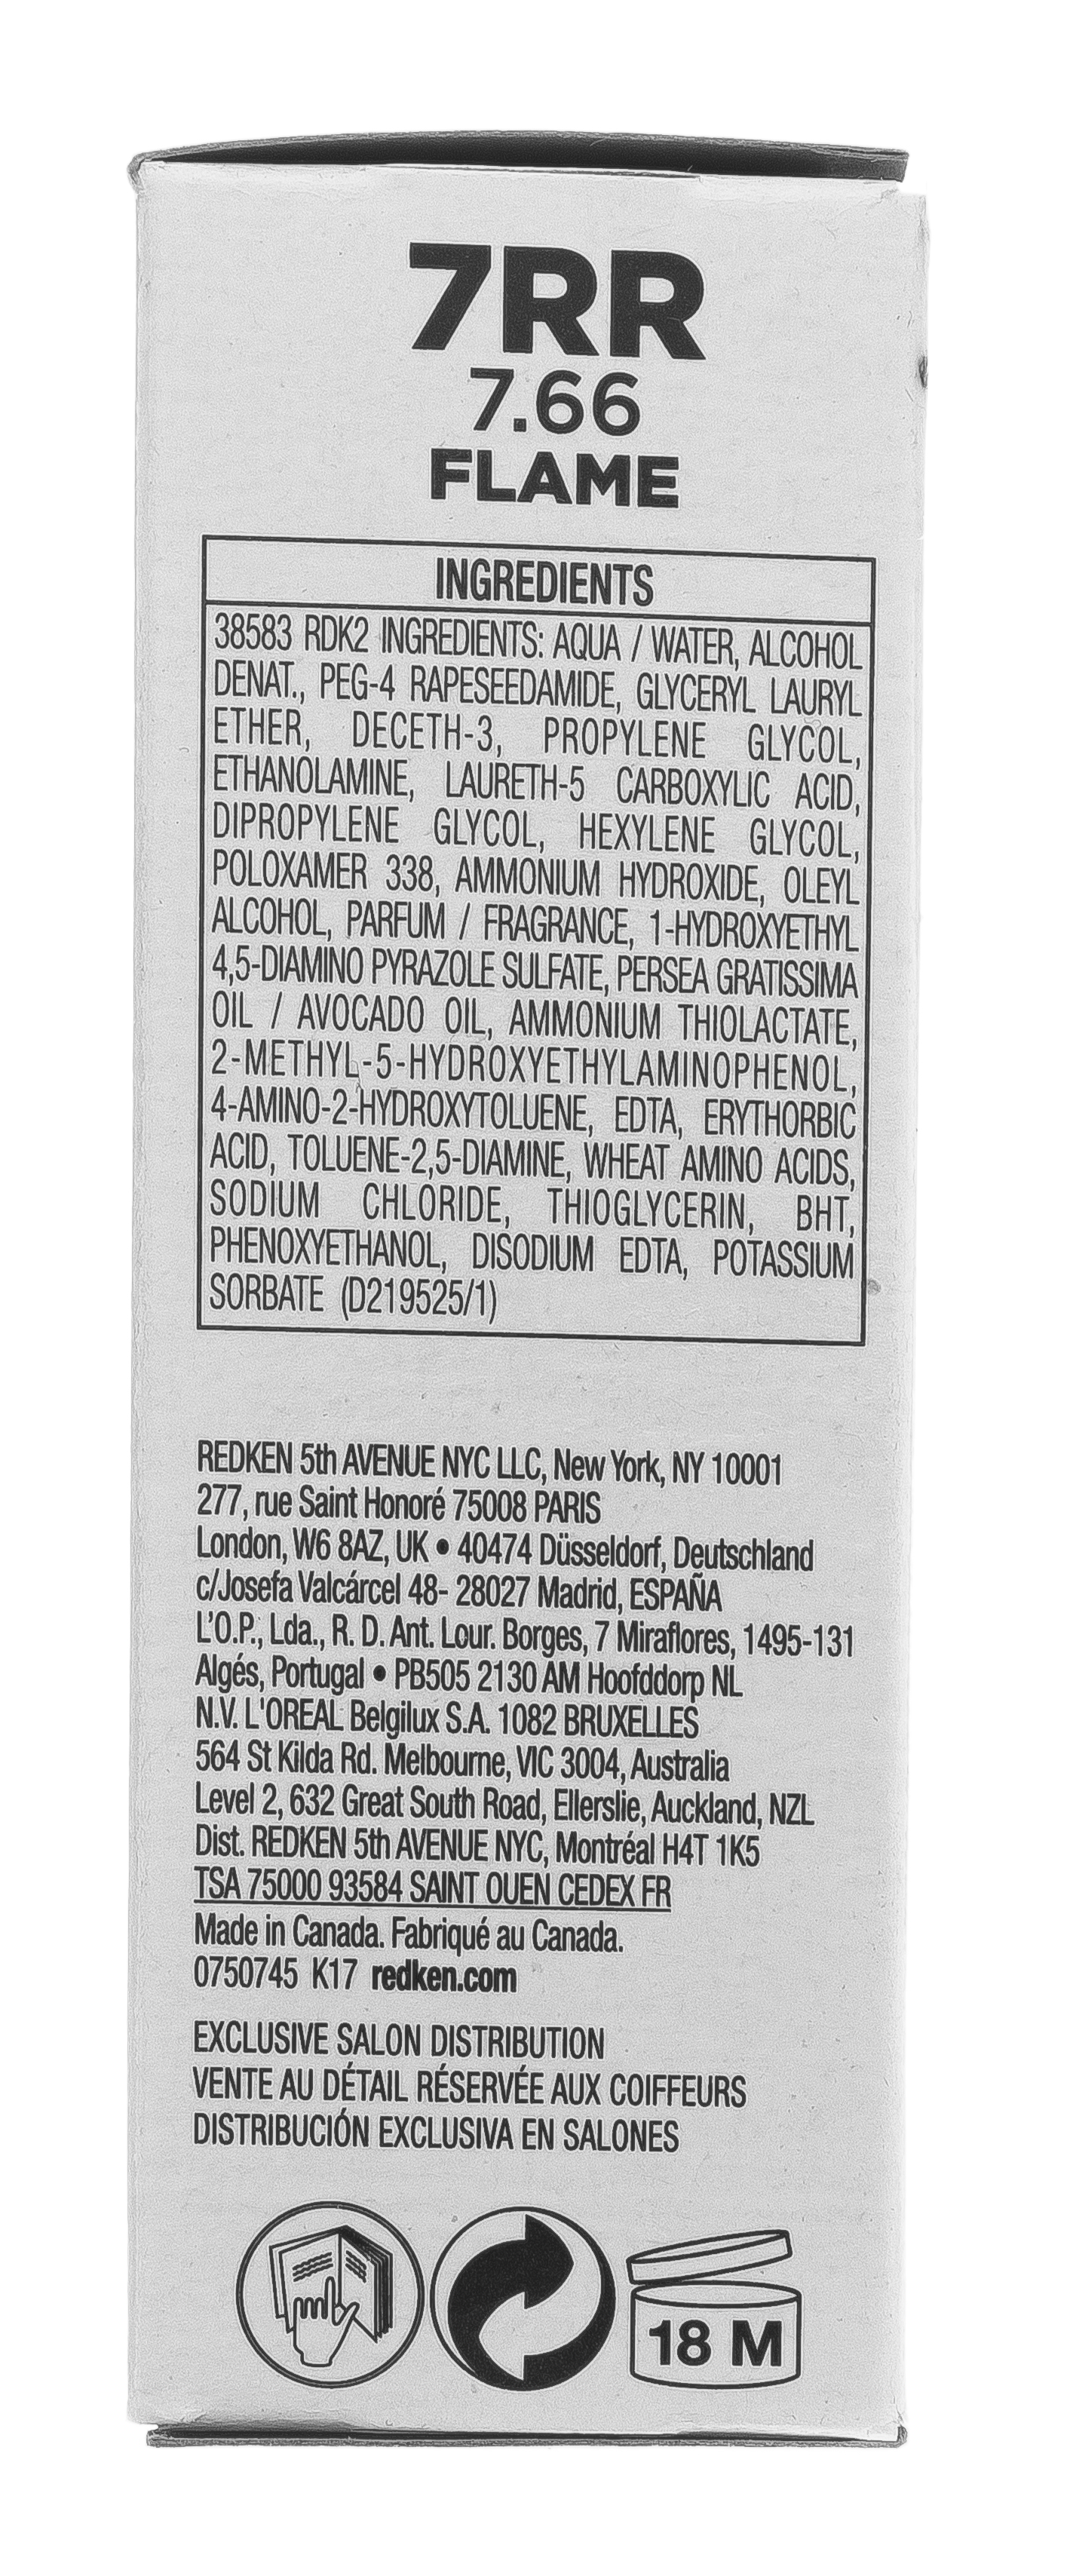 7RR
7.66
FLAME
INGREDIENTS
38583 RDK2 INGREDIENTS: AQUA / WATER, ALCOHOL
DENAT., PEG-4 RAPESEEDAMIDE, GLYCERYL LAURYL
ETHER, DECETH-3, PROPYLENE GLYCOL,
ETHANOLAMINE, LAURETH-5 CARBOXYLIC ACID,
DIPROPYLENE GLYCOL, HEXYLENE GLYCOL,
POLOXAMER 338, AMMONIUM HYDROXIDE, OLEYL
ALCOHOL, PARFUM / FRAGRANCE, 1-HYDROXYETHYL
4,5-DIAMINO PYRAZOLE SULFATE, PERSEA GRATISSIMA
OIL / AVOCADO OIL, AMMONIUM THIOLACTATE,
2-METHYL-5-HYDROXYETHYLAMINOPHENOL,
4-AMINO-2-HYDROXYTOLUENE, EDTA, ERYTHORBIC
ACID, TOLUENE-2,5-DIAMINE, WHEAT AMINO ACIDS,
SODIUM CHLORIDE, THIOGLYCERIN, BHT,
PHENOXYETHANOL, DISODIUM EDTA, POTASSIUM
SORBATE (D219525/1)
REDKEN 5th AVENUE NYC LLC, New York, NY 10001
277, rue Saint Honoré 75008 PARIS
London, W6 8AZ, UK • 40474 Düsseldorf, Deutschland
c/Josefa Valcárcel 48- 28027 Madrid, ESPAÑA
L'O.P., Lda., R. D. Ant. Lour. Borges, 7 Miraflores, 1495-131
Algés, Portugal • PB505 2130 AM Hoofddorp NL
N.V. L'OREAL Belgilux S.A. 1082 BRUXELLES
564 St Kilda Rd. Melbourne, VIC 3004, Australia
Level 2, 632 Great South Road, Ellerslie, Auckland, NZL
Dist. REDKEN 5th AVENUE NYC, Montréal H4T 1K5
TSA 75000 93584 SAINT OUEN CEDEX FR
Made in Canada. Fabriqué au Canada.
0750745 K17 redken.com
EXCLUSIVE SALON DISTRIBUTION
VENTE AU DÉTAIL RÉSERVÉE AUX COIFFEURS
DISTRIBUCIÓN EXCLUSIVA EN SALONES
18 M